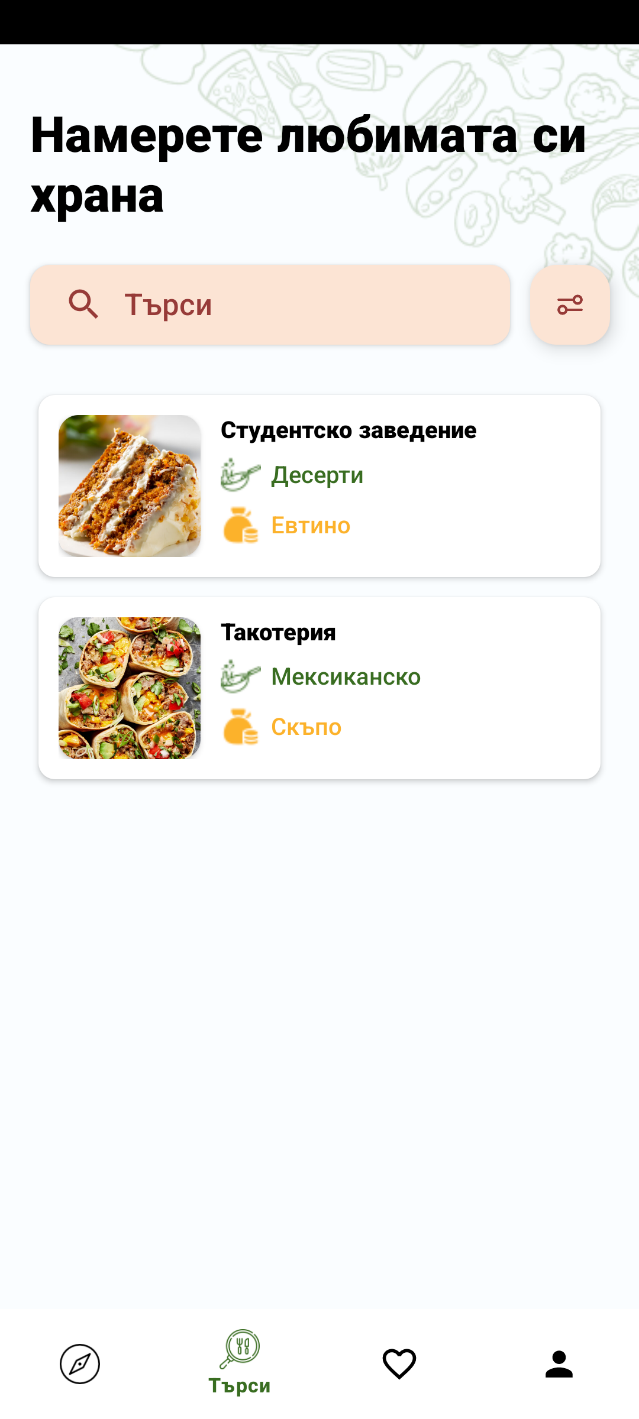 Намерете любимата си
храна
Търси
Студентско заведение
Десерти
Евтино
Такотерия
Мексиканско
Скъпо
Търси